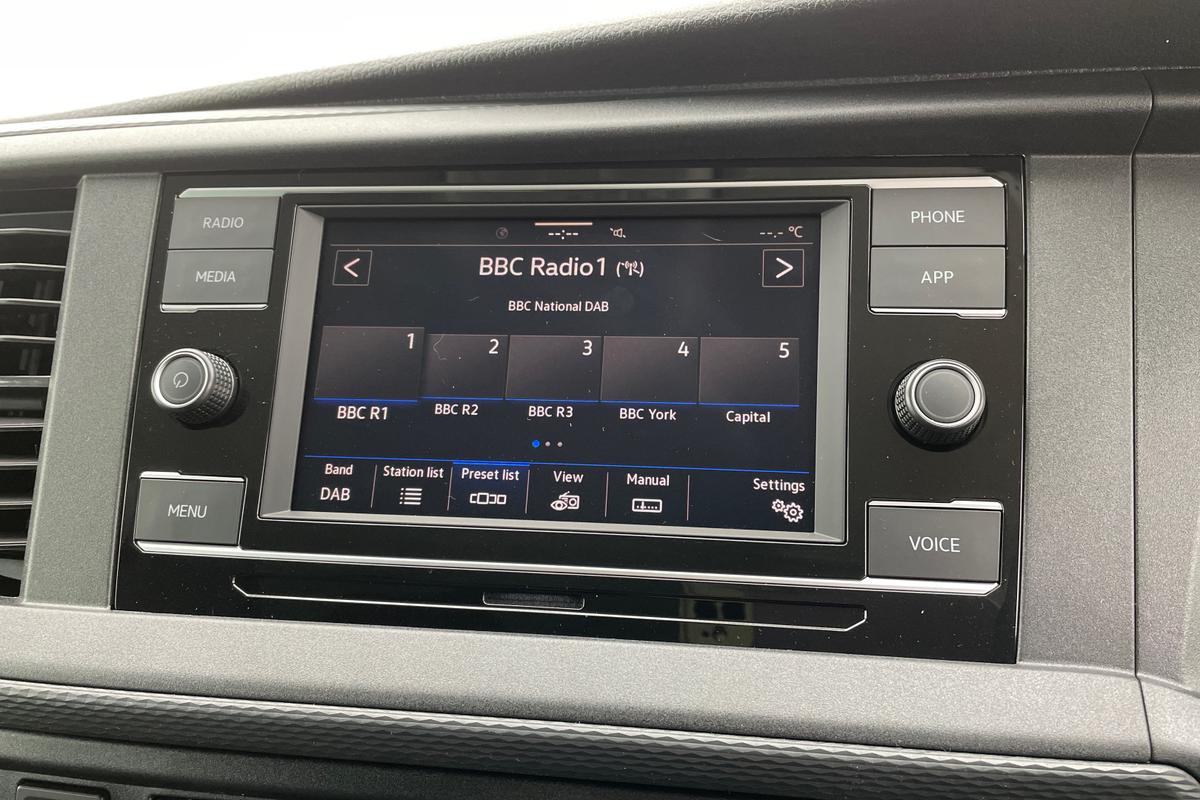 RADIO
MEDIA
MENU
--:--
--.- °C
<
BBC Radio1
>
BBC National DAB
1 2 3 4 5
BBC R1 BBC R2 BBC R3 BBC York Capital
Band Station list Preset list View Manual Settings
DAB
PHONE
APP
VOICE